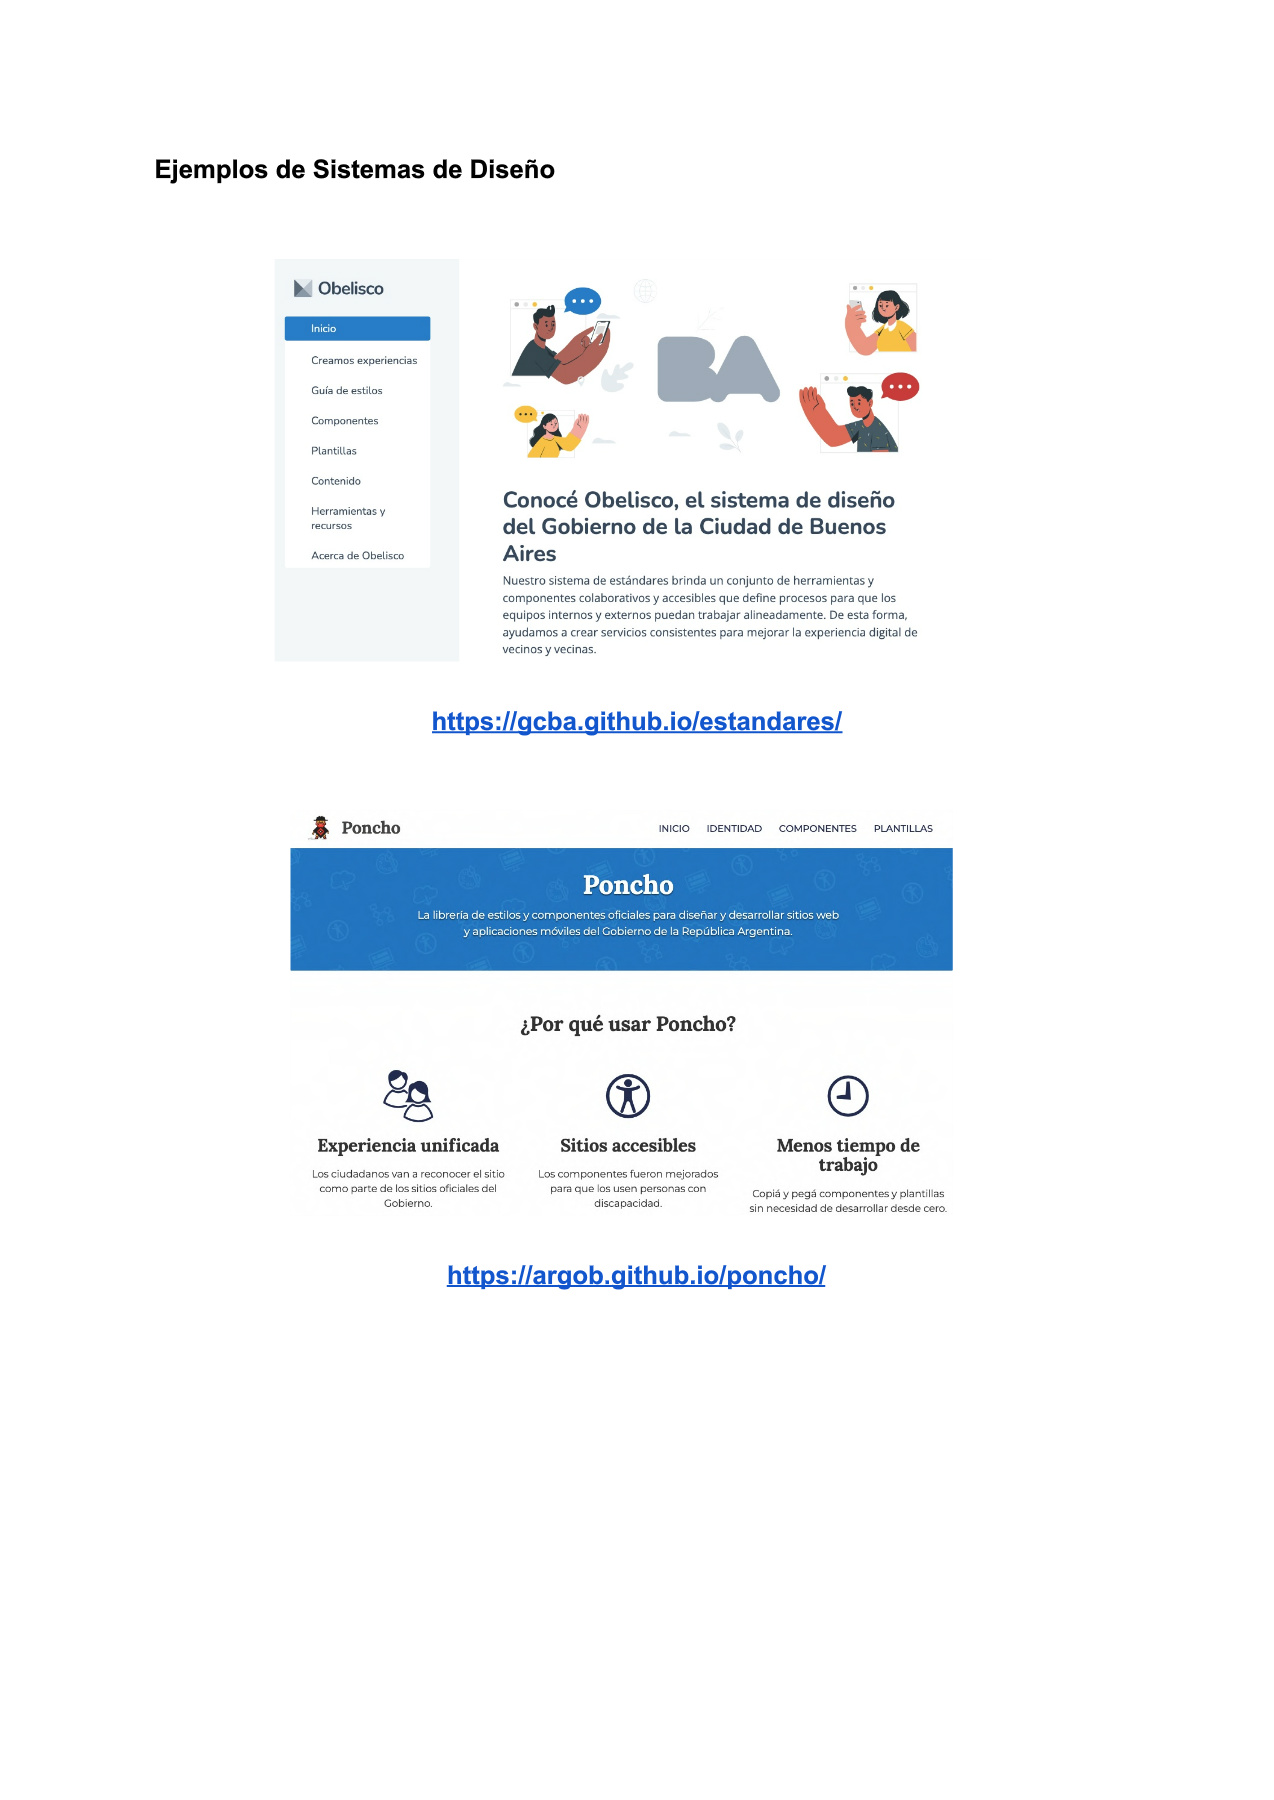 Ejemplos de Sistemas de Diseño
Obelisco
Inicio
Creamos experiencias
Guía de estilos
Componentes
Plantillas
Contenido
Herramientas y
recursos
Acerca de Obelisco
BA
Conocé Obelisco, el sistema de diseño
del Gobierno de la Ciudad de Buenos
Aires
Nuestro sistema de estándares brinda un conjunto de herramientas y
componentes colaborativos y accesibles que define procesos para que los
equipos internos y externos puedan trabajar alineadamente. De esta forma,
ayudamos a crear servicios consistentes para mejorar la experiencia digital de
vecinos y vecinas.
https://gcba.github.io/estandares/
Poncho
INICIO IDENTIDAD COMPONENTES PLANTILLAS
Poncho
La librería de estilos y componentes oficiales para diseñar y desarrollar sitios web
y aplicaciones móviles del Gobierno de la República Argentina.
¿Por qué usar Poncho?
Experiencia unificada
Los ciudadanos van a reconocer el sitio
como parte de los sitios oficiales del
Gobierno.
Sitios accesibles
Los componentes fueron mejorados
para que los usen personas con
discapacidad.
Menos tiempo de
trabajo
Copiá y pegá componentes y plantillas
sin necesidad de desarrollar desde cero.
https://argob.github.io/poncho/